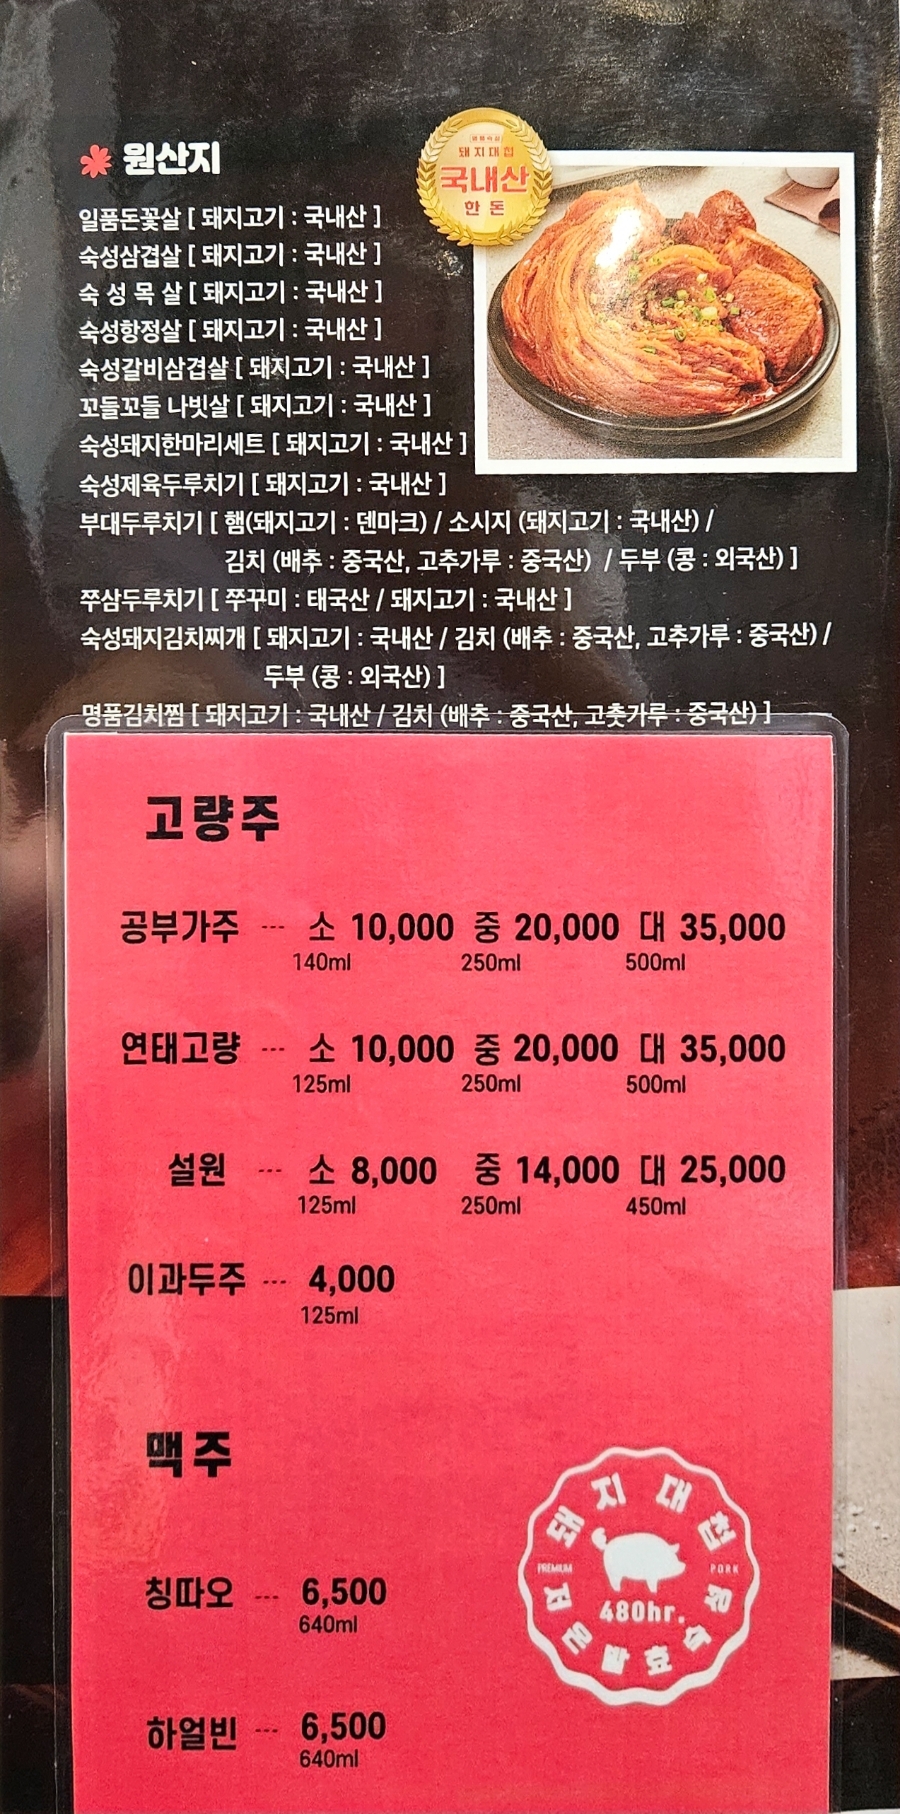 원산지
돼지대첩
국내산
한돈
일품돈꽃살 [ 돼지고기 : 국내산 ]
숙성삼겹살 [ 돼지고기 : 국내산 ]
숙 성 목 살 [ 돼지고기 : 국내산 ]
숙성항정살 [ 돼지고기 : 국내산 ]
숙성갈비삼겹살 [ 돼지고기 : 국내산 ]
꼬들꼬들 나빗살 [ 돼지고기 : 국내산 ]
숙성돼지한마리세트 [ 돼지고기 : 국내산 ]
숙성제육두루치기 [ 돼지고기 : 국내산 ]
부대두루치기 [ 햄(돼지고기 : 덴마크) / 소시지 (돼지고기 : 국내산) /
김치 (배추 : 중국산, 고추가루 : 중국산) / 두부 (콩 : 외국산) ]
쭈삼두루치기 [ 쭈꾸미 : 태국산 / 돼지고기 : 국내산 ]
숙성돼지김치찌개 [ 돼지고기 : 국내산 / 김치 (배추 : 중국산, 고추가루 : 중국산) /
두부 (콩 : 외국산) ]
명품김치찜 [ 돼지고기 : 국내산 / 김치 (배추 : 중국산, 고춧가루 : 중국산) ]
고량주
공부가주 --- 소 10,000 중 20,000 대 35,000
140ml 250ml 500ml
연태고량 --- 소 10,000 중 20,000 대 35,000
125ml 250ml 500ml
설원 --- 소 8,000 중 14,000 대 25,000
125ml 250ml 450ml
이과두주 --- 4,000
125ml
맥주
칭따오 --- 6,500
640ml
하얼빈 --- 6,500
640ml
돼지대첩
PREMIUM PORK
480hr.
저온발효숙성